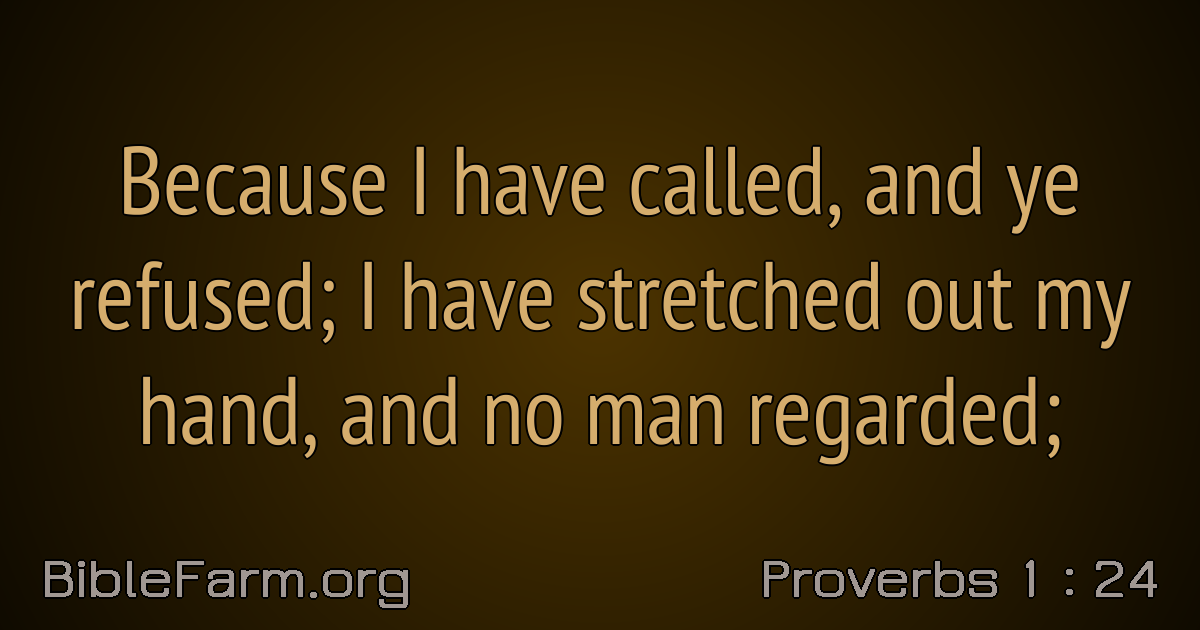 Because I have called, and ye
refused; I have stretched out my
hand, and no man regarded;
BibleFarm.org
Proverbs 1 : 24